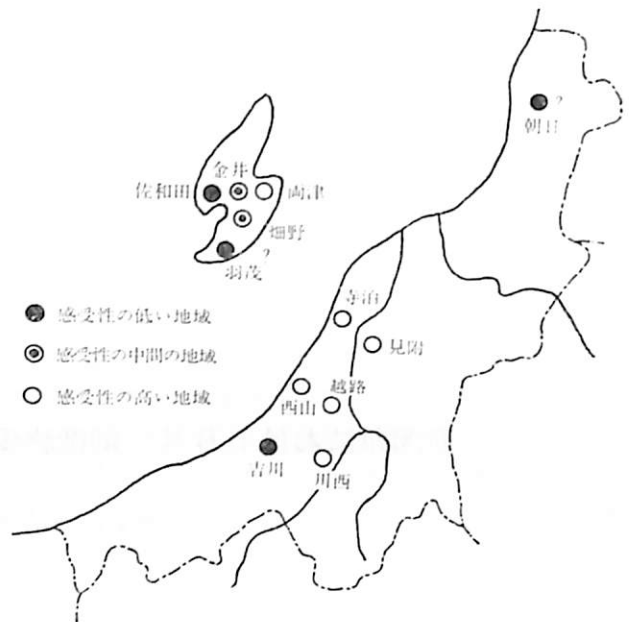 ?
朝日
金井
佐和田
両津
畑野
?
羽茂
寺泊
見附
感受性の低い地域
感受性の中間の地域
感受性の高い地域
越路
西山
吉川
川西